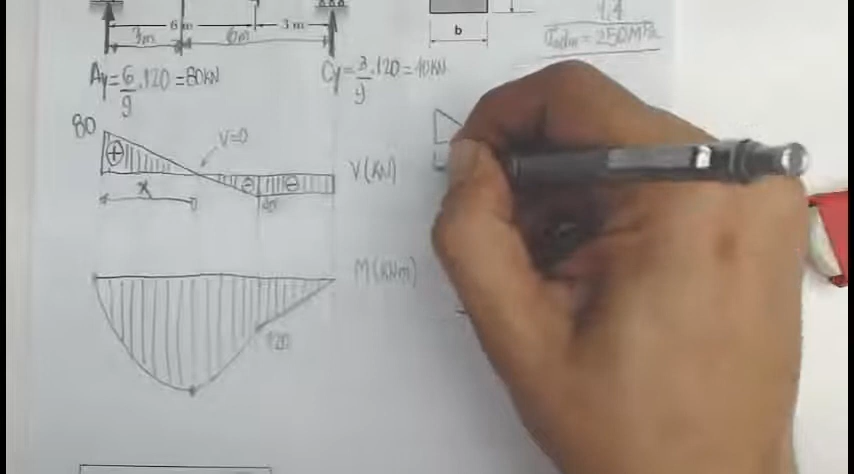 6 m
3 m
3m
6m
b
1,4
σadm = 250MPa
Ay=6/9.120=80KN
Cy=3/9.120=40KN
80
V=0
V(KN)
x
40
M(KNm)
120